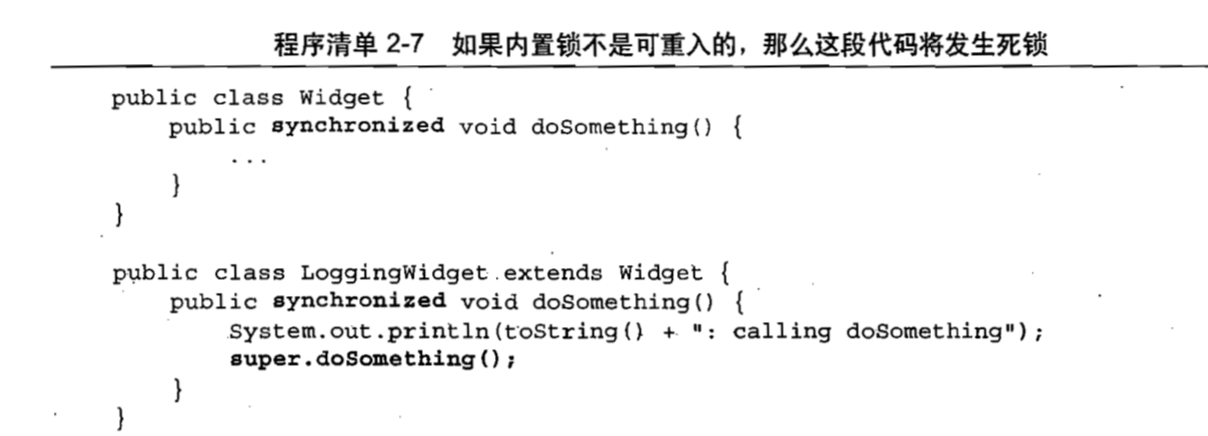 程序清单 2-7 如果内置锁不是可重入的，那么这段代码将发生死锁
public class Widget {
    public synchronized void doSomething() {
        ...
    }
}
public class LoggingWidget extends Widget {
    public synchronized void doSomething() {
        System.out.println(toString() + ": calling doSomething");
        super.doSomething();
    }
}